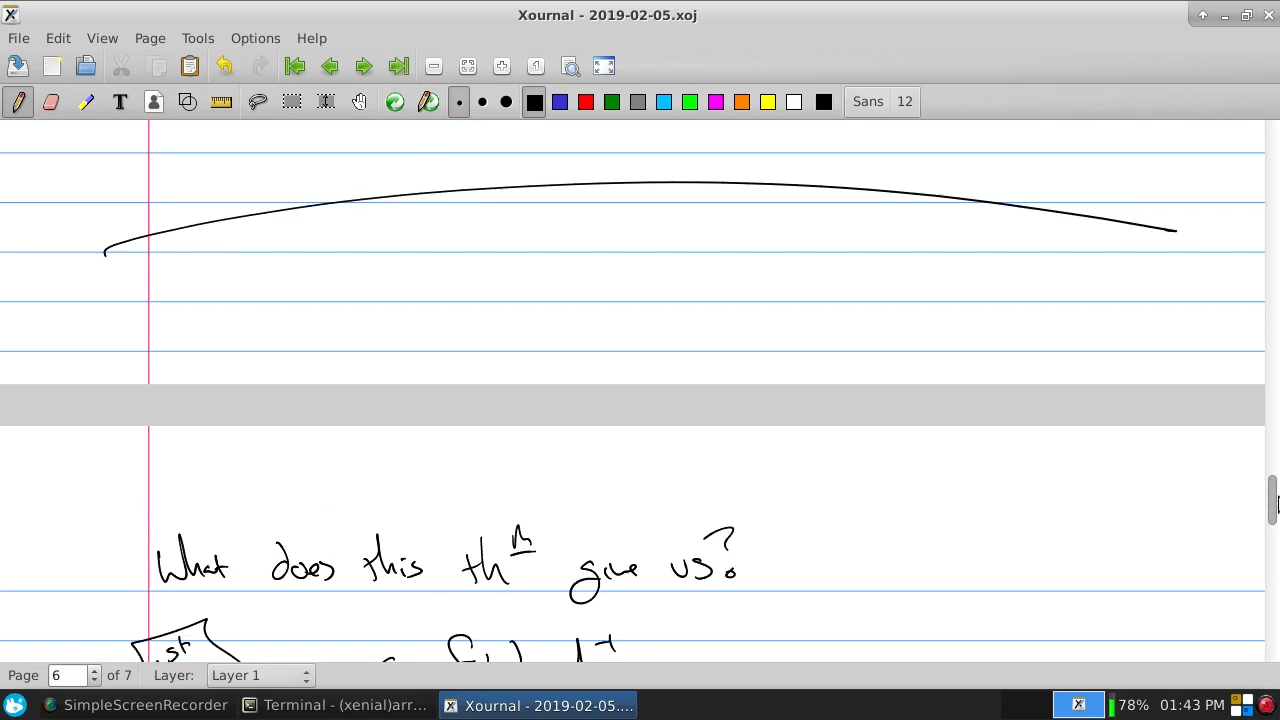 Xournal - 2019-02-05.xoj
File Edit View Page Tools Options Help
Sans 12
What does this thm give us?
1st
Page 6 of 7 Layer: Layer 1
SimpleScreenRecorder Terminal - (xenial)arr... Xournal - 2019-02-05.... 78% 01:43 PM